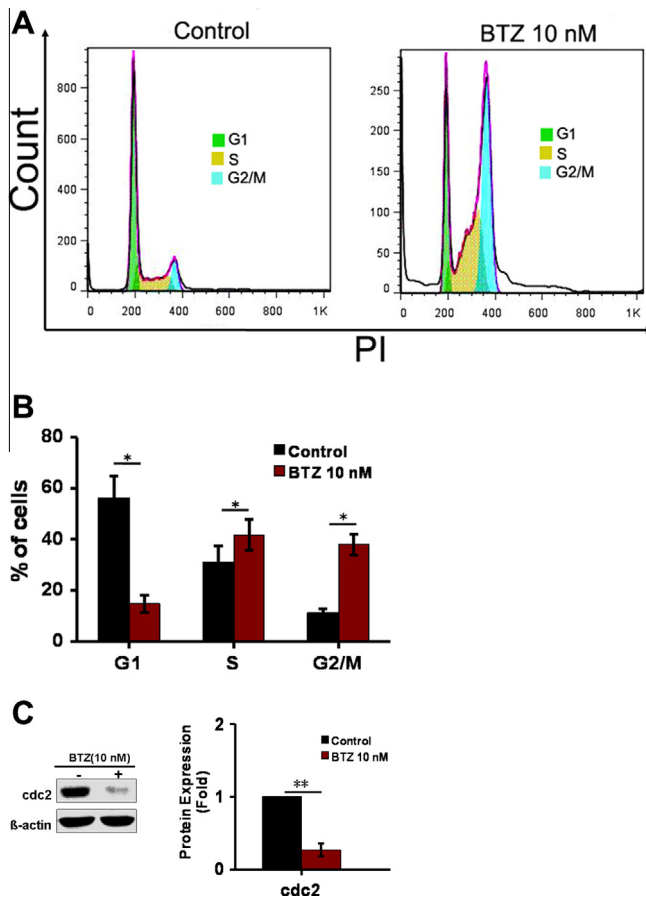 A
Control
BTZ 10 nM
Count
800
600
400
200
0
G1
S
G2/M
0 200 400 600 800 1K
250
200
150
100
50
0
G1
S
G2/M
0 200 400 600 800 1K
PI
B
% of cells
80
60
40
20
0
Control
BTZ 10 nM
*
*
*
G1 S G2/M
C
BTZ(10 nM)
- +
cdc2
ß-actin
Protein Expression
(Fold)
2
1
0
Control
BTZ 10 nM
**
cdc2